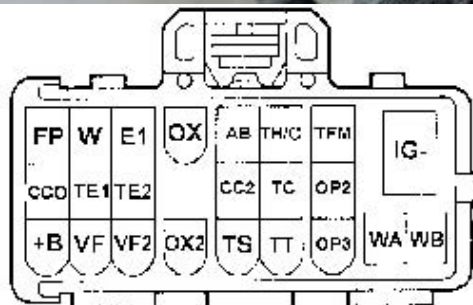 FP W E1 OX AB TH/C TFM IG-
CCO TE1 TE2 CC2 TC OP2
+B VF VF2 OX2 TS TT OP3 WA WB